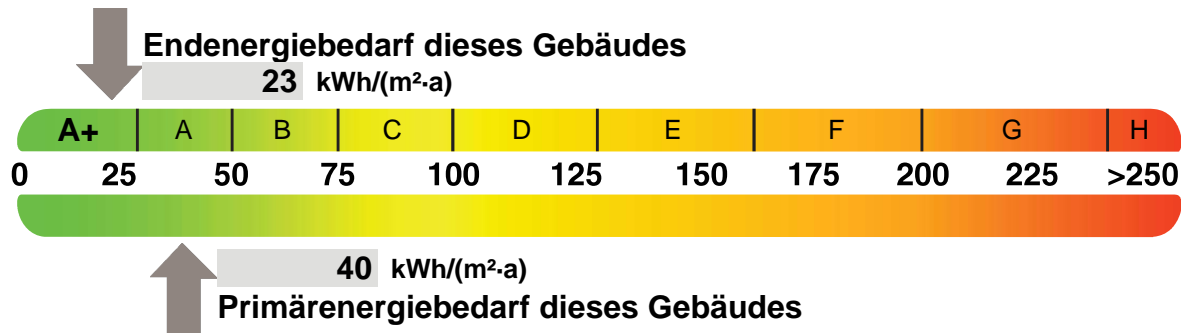 Endenergiebedarf dieses Gebäudes
23 kWh/(m²·a)
A+ A B C D E F G H
0 25 50 75 100 125 150 175 200 225 >250
40 kWh/(m²·a)
Primärenergiebedarf dieses Gebäudes